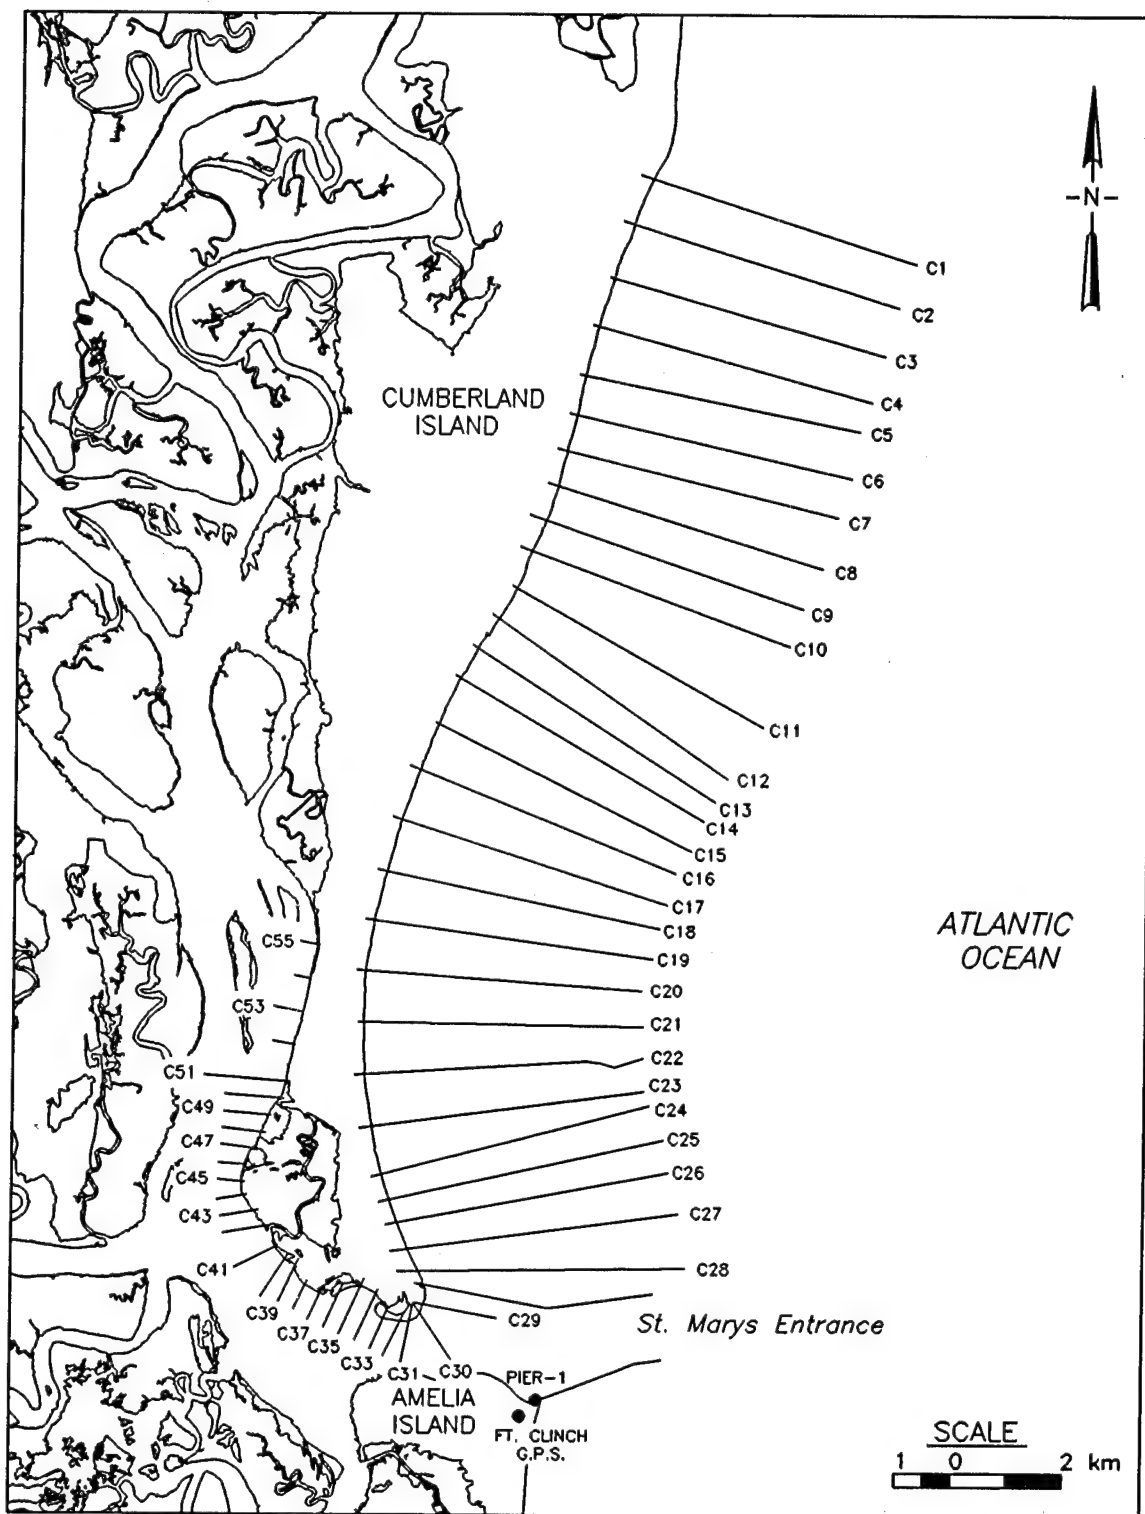 N
C1
C2
C3
CUMBERLAND
ISLAND
C4
C5
C6
C7
C8
C9
C10
C11
C12
C13
C14
C15
C16
C17
C18
ATLANTIC
OCEAN
C55
C19
C20
C53
C21
C22
C51
C23
C49
C24
C47
C25
C45
C26
C43
C27
C41
C28
C39
C29
C37
St. Marys Entrance
C35
C33
C31
C30
PIER-1
AMELIA
ISLAND
FT. CLINCH
G.P.S.
SCALE
1 0 2 km